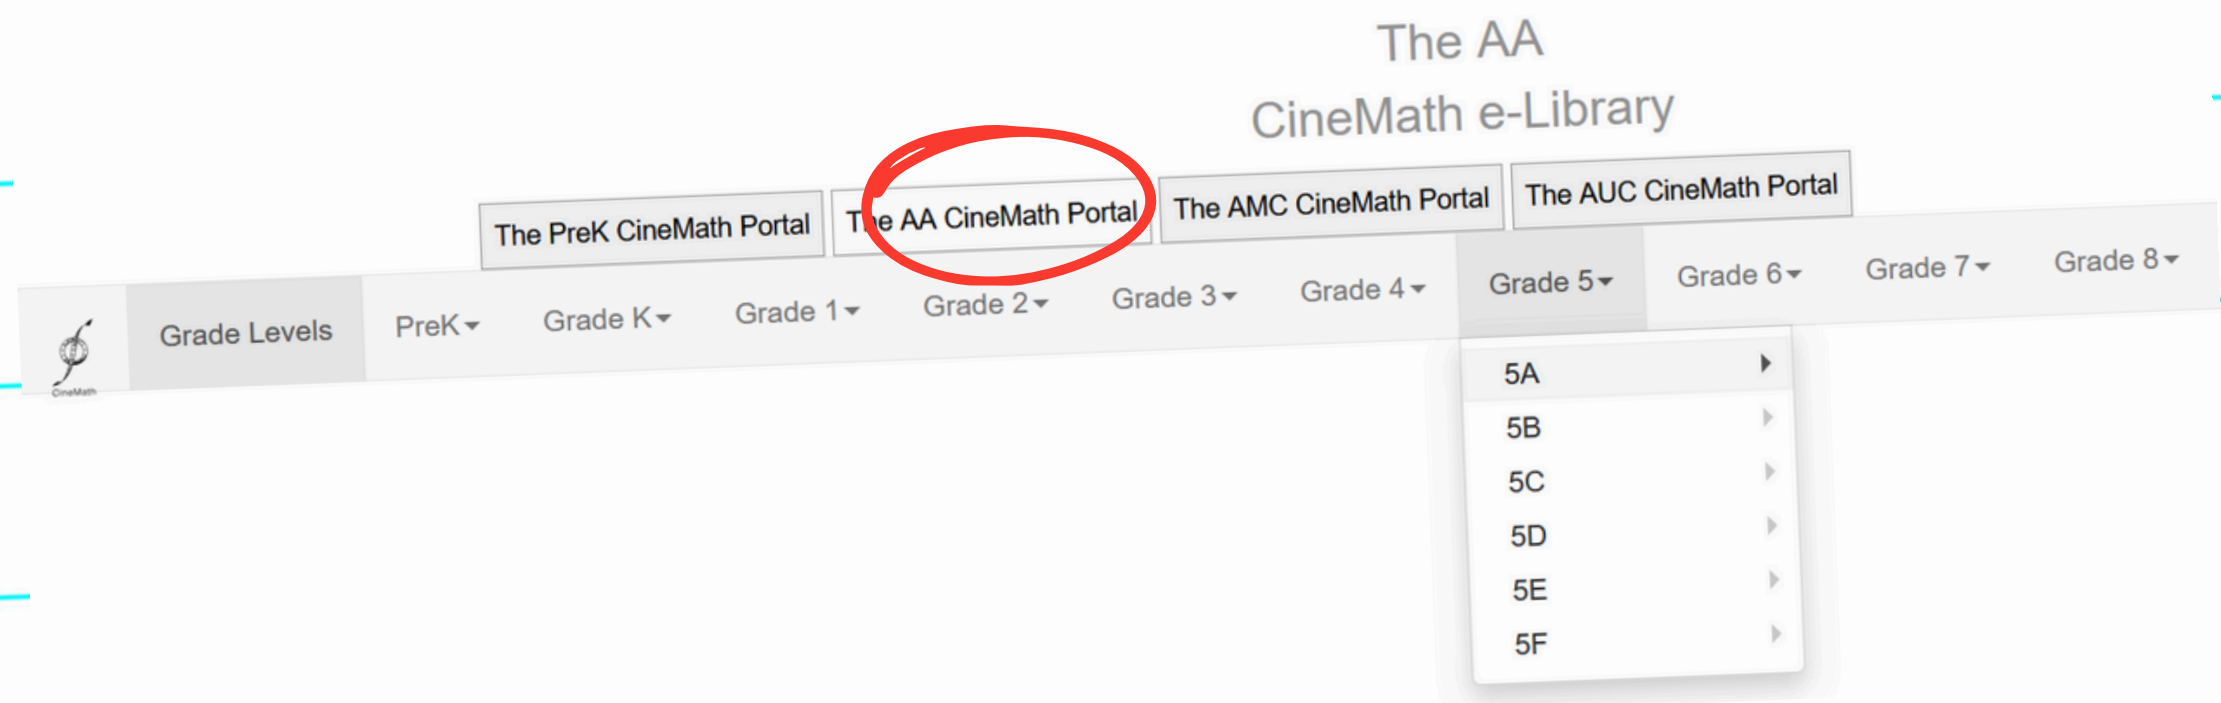 The AA
CineMath e-Library
The PreK CineMath Portal The AA CineMath Portal The AMC CineMath Portal The AUC CineMath Portal
CineMath Grade Levels PreK Grade K Grade 1 Grade 2 Grade 3 Grade 4 Grade 5 Grade 6 Grade 7 Grade 8
5A
5B
5C
5D
5E
5F